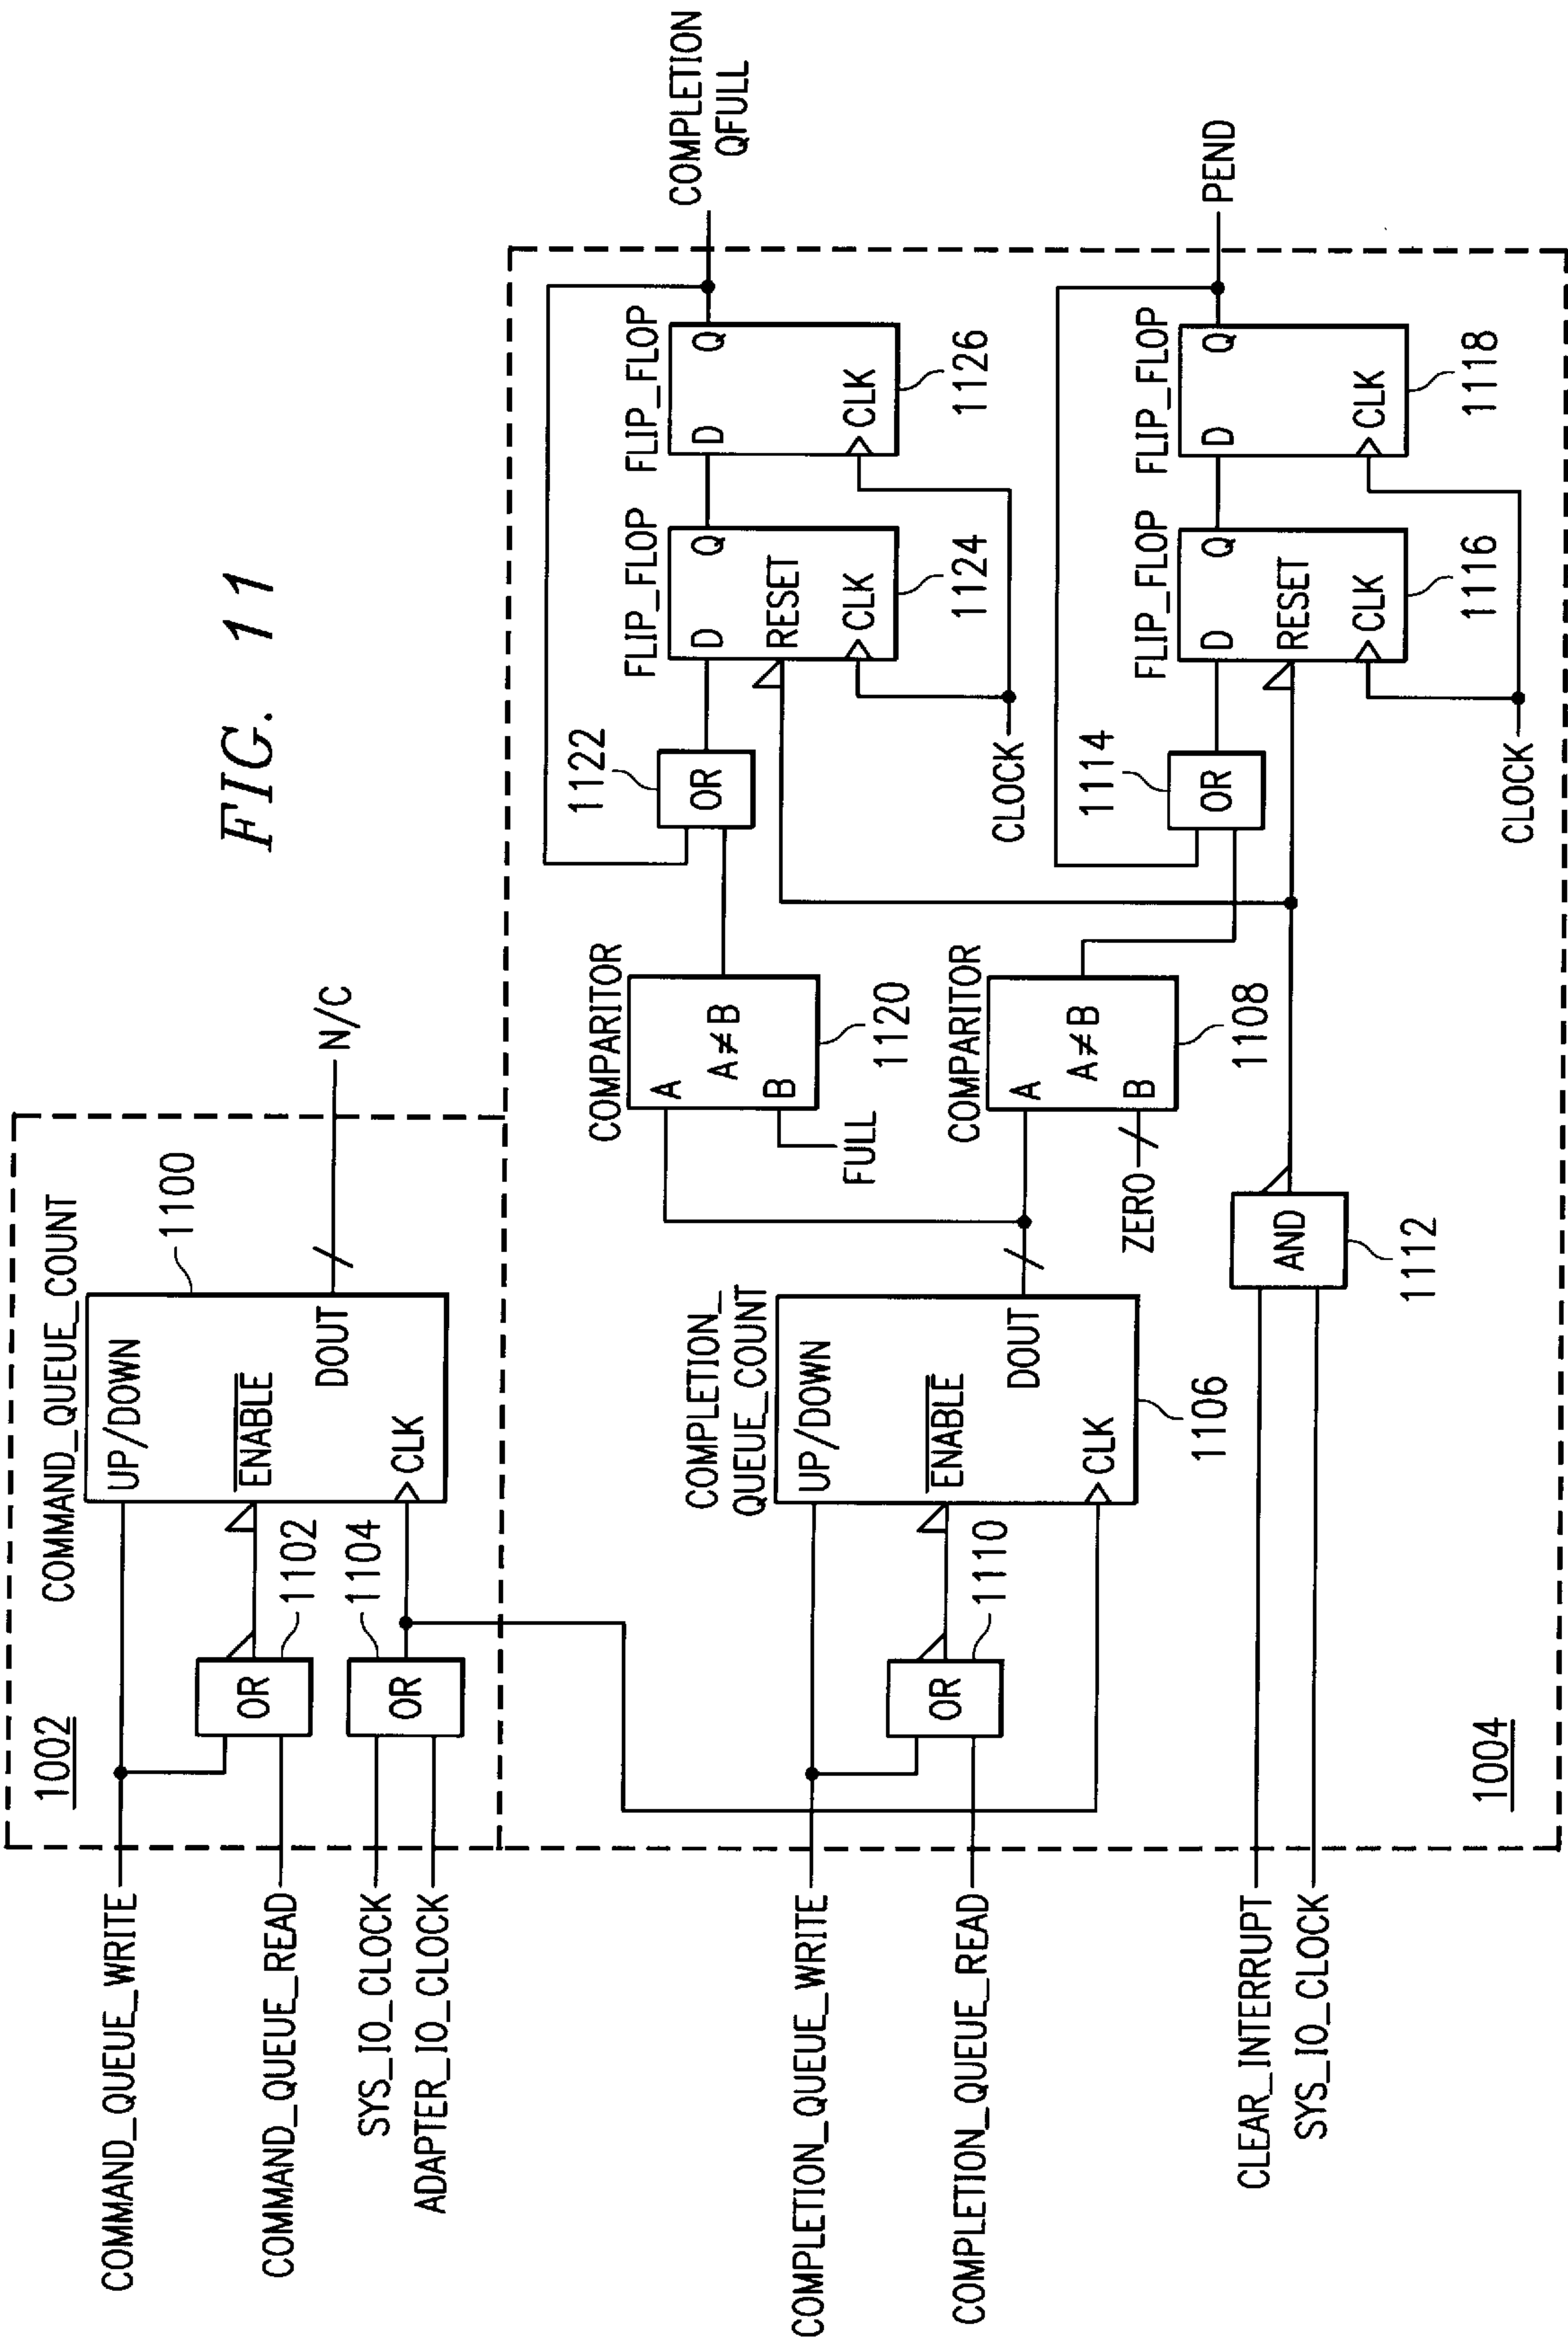 FIG. 11
1002
COMMAND_QUEUE_COUNT
1100
COMMAND_QUEUE_WRITE
UP/DOWN
COMMAND_QUEUE_READ
OR
1102
ENABLE
DOUT
N/C
SYS_IO_CLOCK
ADAPTER_IO_CLOCK
OR
1104
CLK
1004
COMPLETION_
QUEUE_COUNT
COMPLETION_QUEUE_WRITE
UP/DOWN
COMPLETION_QUEUE_READ
OR
1110
ENABLE
DOUT
CLK
1106
COMPARITOR
A
A≠B
B
1120
FULL
1122
OR
FLIP_FLOP
D
Q
RESET
CLK
1124
FLIP_FLOP
D
Q
CLK
1126
COMPLETION
QFULL
CLOCK
COMPARITOR
A
A≠B
B
1108
ZERO
1114
OR
FLIP_FLOP
D
Q
RESET
CLK
1116
FLIP_FLOP
D
Q
CLK
1118
PEND
CLOCK
CLEAR_INTERRUPT
SYS_IO_CLOCK
AND
1112